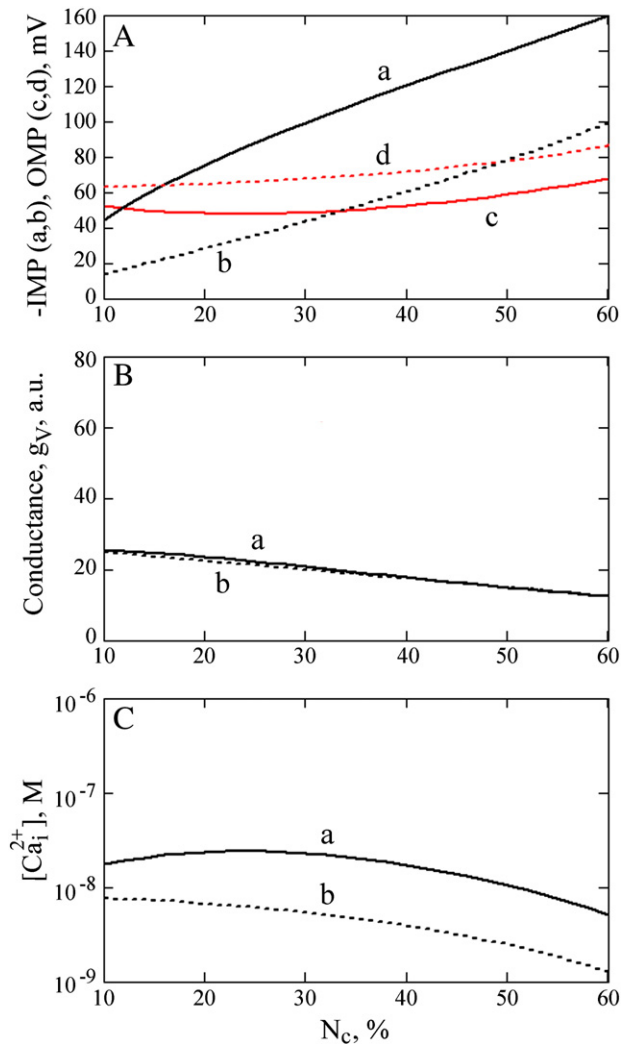 A
-IMP (a,b), OMP (c,d), mV
160
140
120
100
80
60
40
20
0
a
d
c
b
10 20 30 40 50 60
B
Conductance, gV, a.u.
80
60
40
20
0
a
b
10 20 30 40 50 60
C
[Ca2+i], M
10-6
10-7
10-8
10-9
a
b
10 20 30 40 50 60
Nc, %